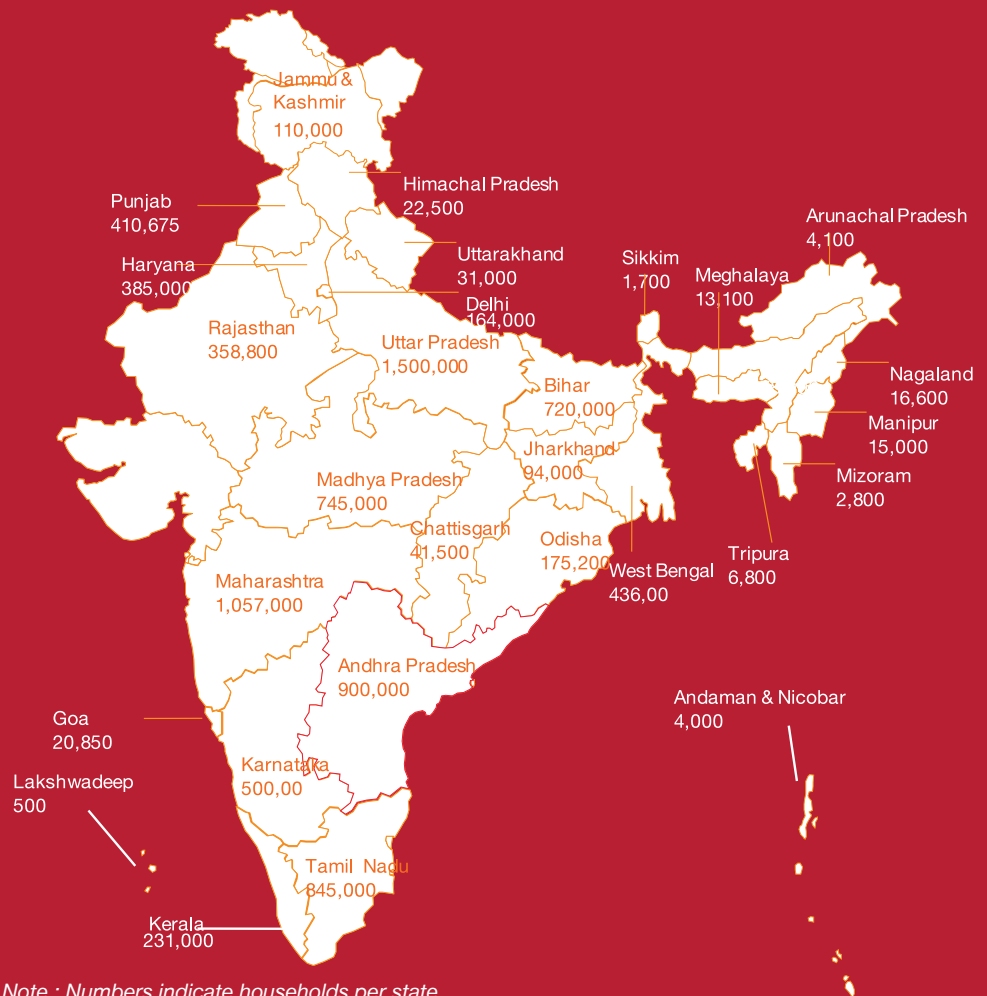 Jammu &
Kashmir
110,000
Himachal Pradesh
22,500
Punjab
410,675
Arunachal Pradesh
4,100
Uttarakhand
31,000
Sikkim
1,700
Meghalaya
13,100
Haryana
385,000
Delhi
164,000
Rajasthan
358,800
Uttar Pradesh
1,500,000
Nagaland
16,600
Bihar
720,000
Manipur
15,000
Jharkhand
94,000
Mizoram
2,800
Madhya Pradesh
745,000
Chattisgarh
41,500
Odisha
175,200
West Bengal
436,00
Tripura
6,800
Maharashtra
1,057,000
Andhra Pradesh
900,000
Andaman & Nicobar
4,000
Goa
20,850
Karnataka
500,00
Lakshwadeep
500
Tamil Nadu
845,000
Kerala
231,000
Note : Numbers indicate households per state